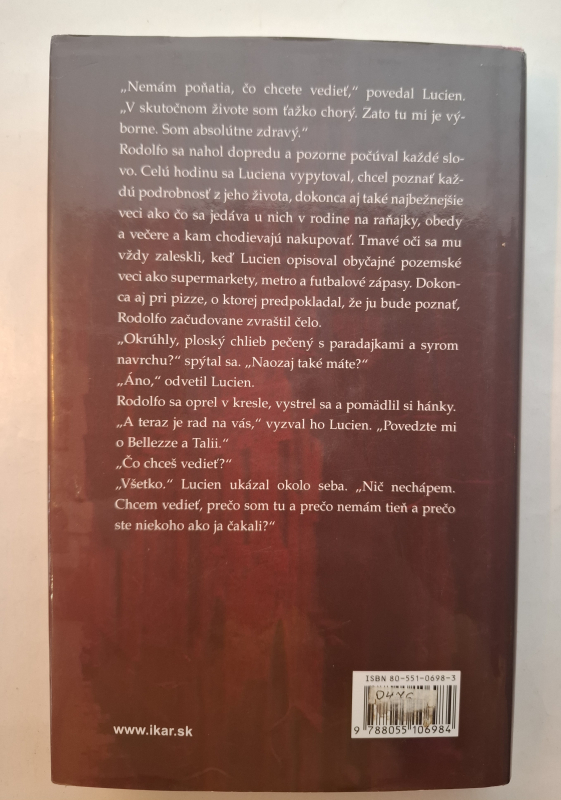 „Nemám poňatia, čo chcete vedieť,“ povedal Lucien.
„V skutočnom živote som ťažko chorý. Zato tu mi je vý-
borne. Som absolútne zdravý.“
Rodolfo sa nahol dopredu a pozorne počúval každé slo-
vo. Celú hodinu sa Luciena vypytoval, chcel poznať kaž-
dú podrobnosť z jeho života, dokonca aj také najbežnejšie
veci ako čo sa jedáva u nich v rodine na raňajky, obedy
a večere a kam chodievajú nakupovať. Tmavé oči sa mu
vždy zaleskli, keď Lucien opisoval obyčajné pozemské
veci ako supermarkety, metro a futbalové zápasy. Dokon-
ca aj pri pizze, o ktorej predpokladal, že ju bude poznať,
Rodolfo začudovane zvraštil čelo.
„Okrúhly, ploský chlieb pečený s paradajkami a syrom
navrchu?“ spýtal sa. „Naozaj také máte?“
„Áno,“ odvetil Lucien.
Rodolfo sa oprel v kresle, vystrel sa a pomädlil si hánky.
„A teraz je rad na vás,“ vyzval ho Lucien. „Povedzte mi
o Bellezze a Talii.“
„Čo chceš vedieť?“
„Všetko.“ Lucien ukázal okolo seba. „Nič nechápem.
Chcem vedieť, prečo som tu a prečo nemám tieň a prečo
ste niekoho ako ja čakali?“
ISBN 80-551-0698-3
9 788055 106984
www.ikar.sk